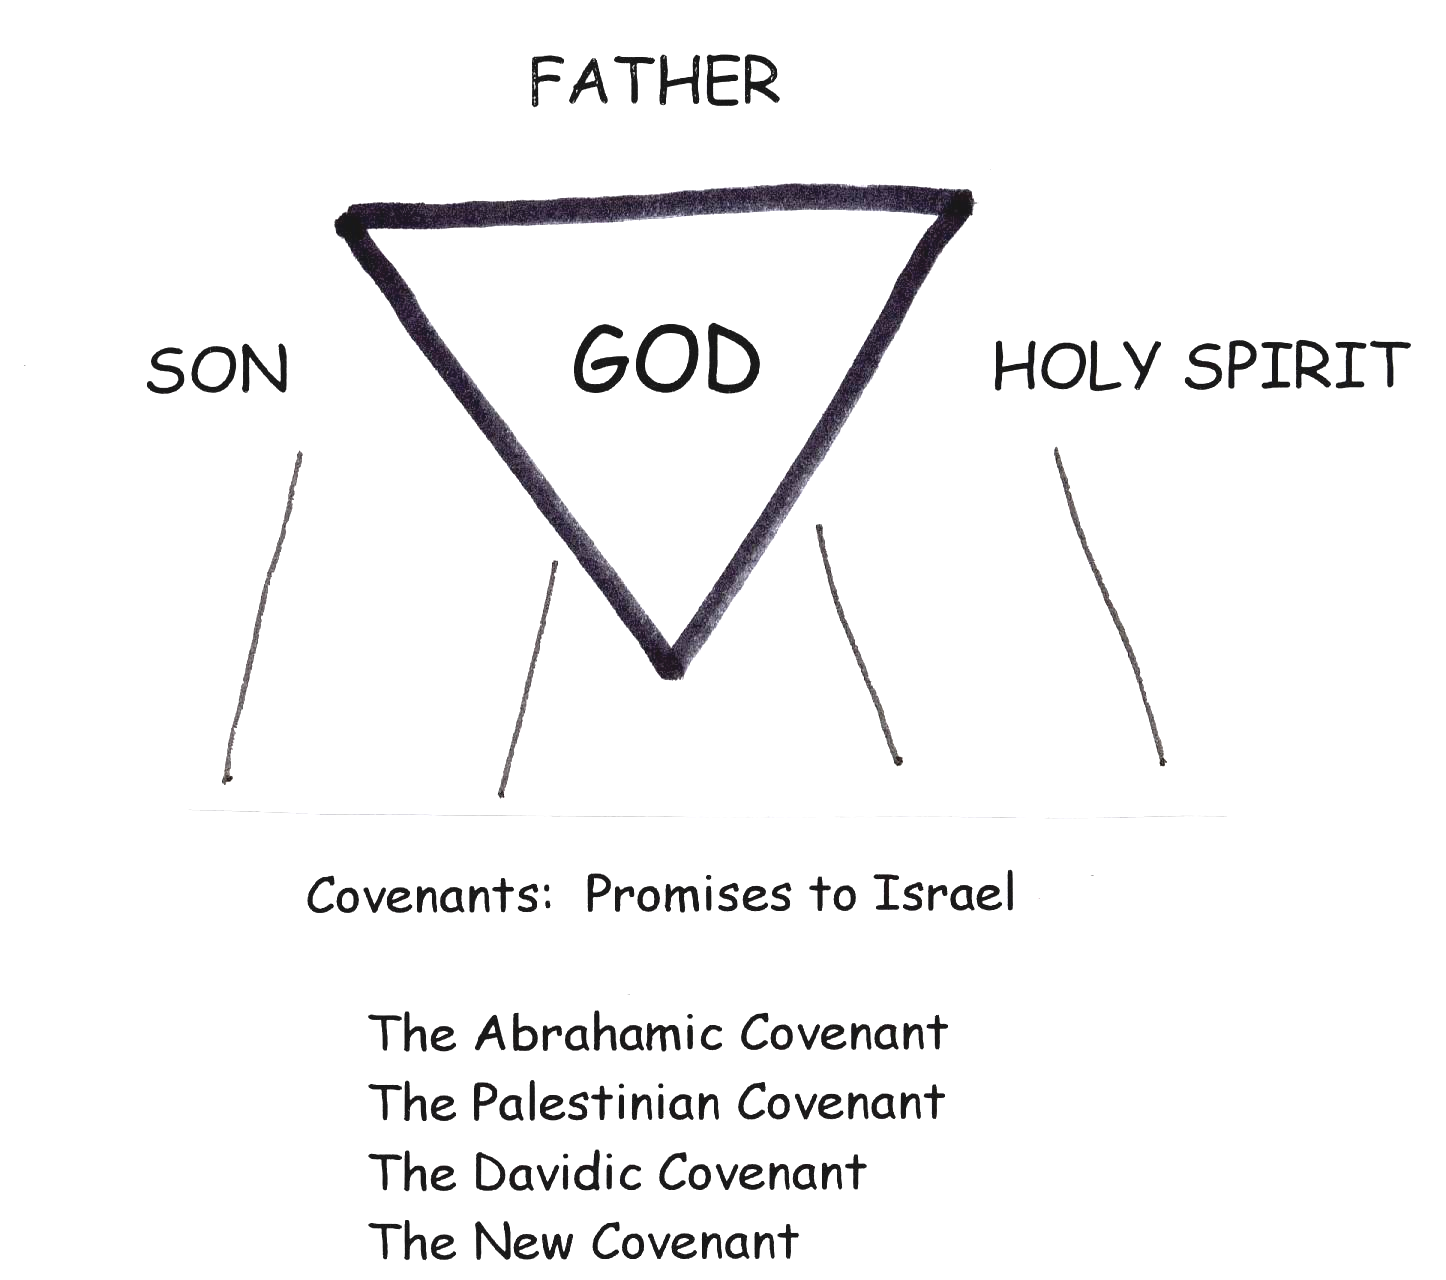 FATHER
GOD
SON
HOLY SPIRIT
Covenants: Promises to Israel
The Abrahamic Covenant
The Palestinian Covenant
The Davidic Covenant
The New Covenant